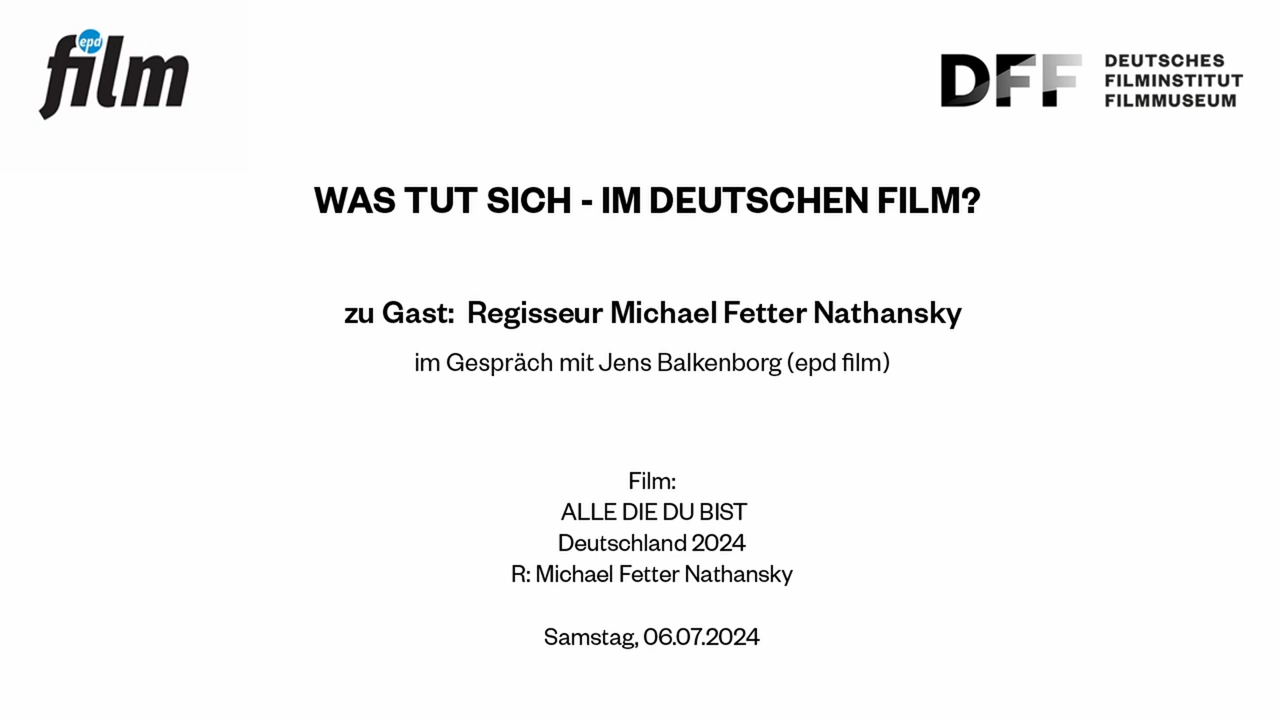 epd
film
DFF
DEUTSCHES
FILMINSTITUT
FILMMUSEUM
WAS TUT SICH - IM DEUTSCHEN FILM?
zu Gast: Regisseur Michael Fetter Nathansky
im Gespräch mit Jens Balkenborg (epd film)
Film:
ALLE DIE DU BIST
Deutschland 2024
R: Michael Fetter Nathansky
Samstag, 06.07.2024